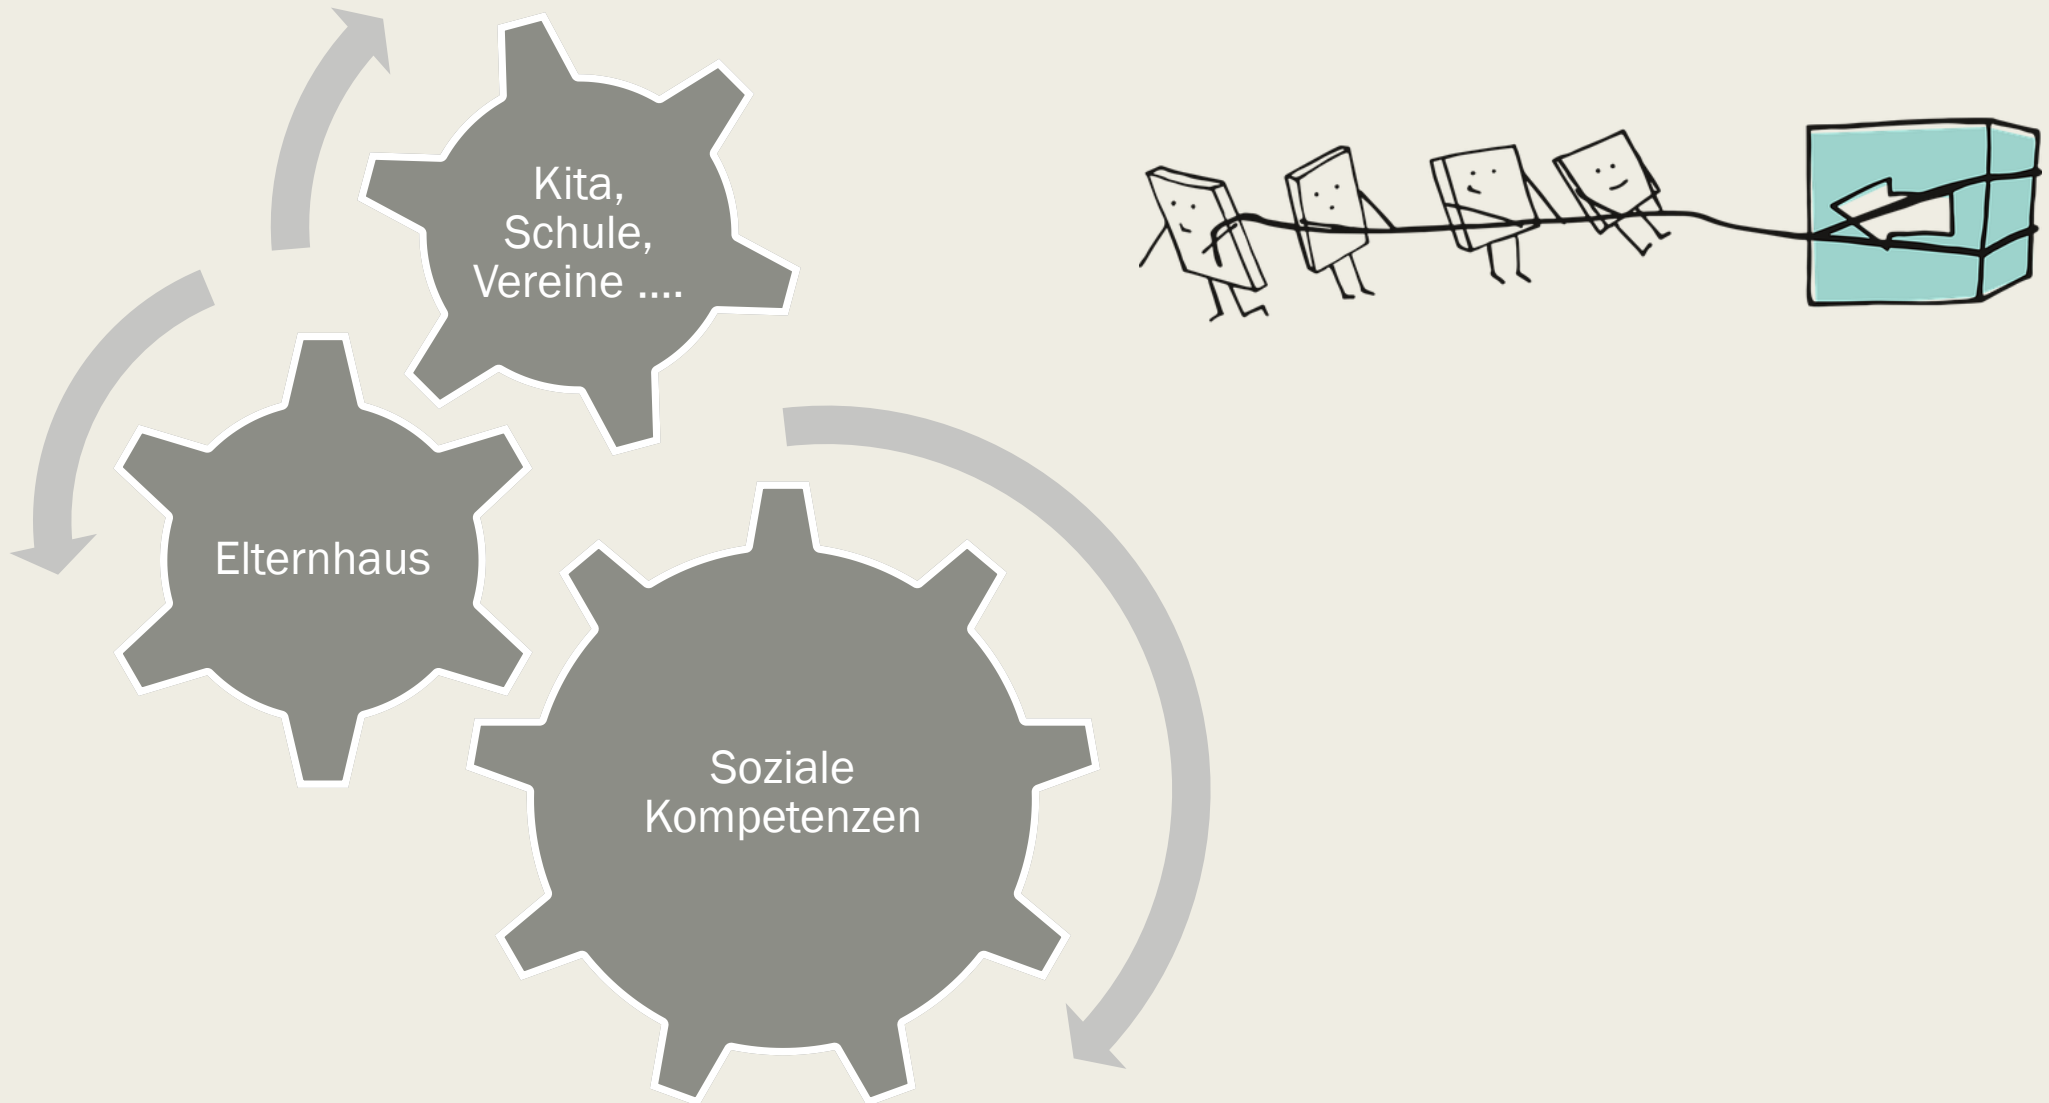 Kita,
Schule,
Vereine ....
Elternhaus
Soziale
Kompetenzen